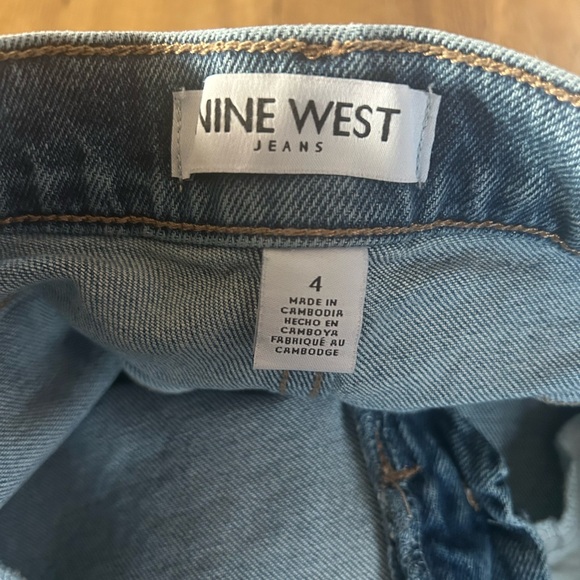 NINE WEST
JEANS
4
MADE IN
CAMBODIA
HECHO EN
CAMBOYA
FABRIQUÉ AU
CAMBODGE